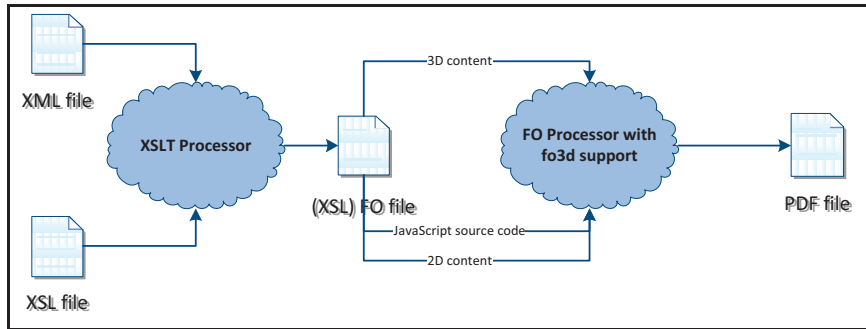 XML file
XSLT Processor
XSL file
(XSL) FO file
3D content
JavaScript source code
2D content
FO Processor with
fo3d support
PDF file